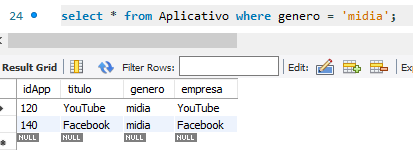 24 select * from Aplicativo where genero = 'midia';
Result Grid Filter Rows: Edit:
idApp titulo genero empresa
120 YouTube midia YouTube
140 Facebook midia Facebook
NULL NULL NULL NULL